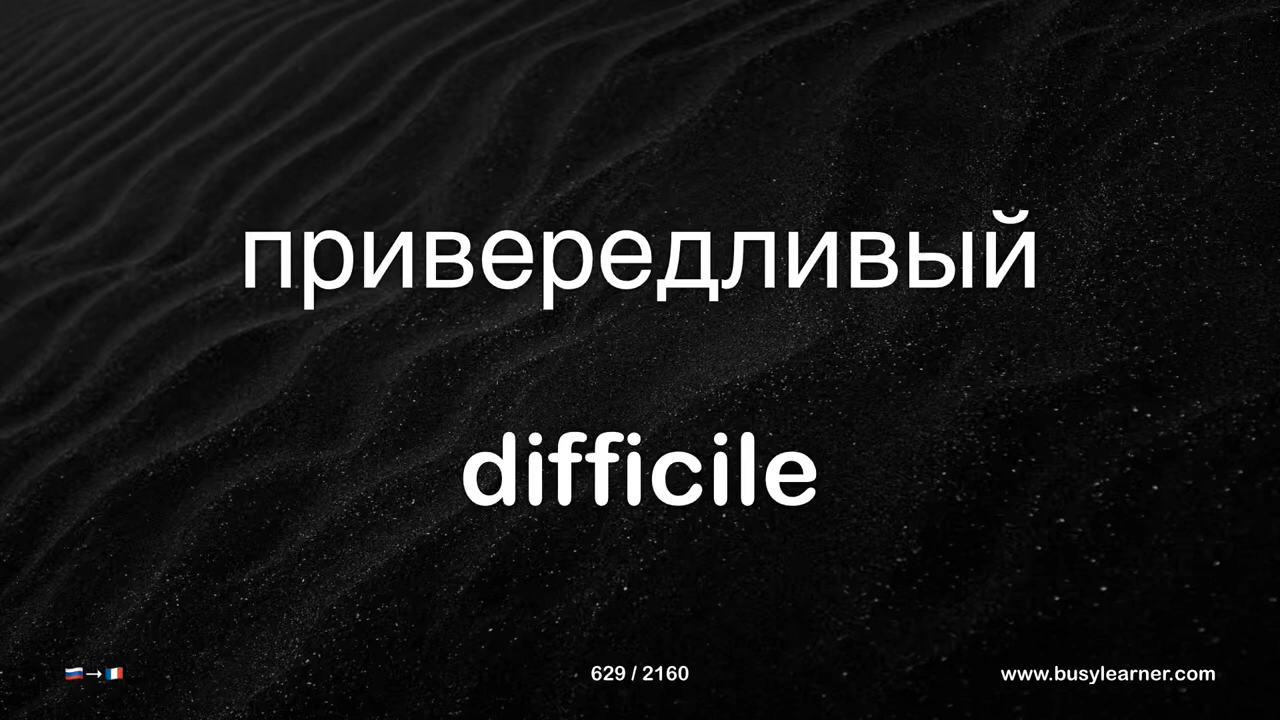 привередливый
difficile
🇷🇺→🇫🇷
629 / 2160
www.busylearner.com